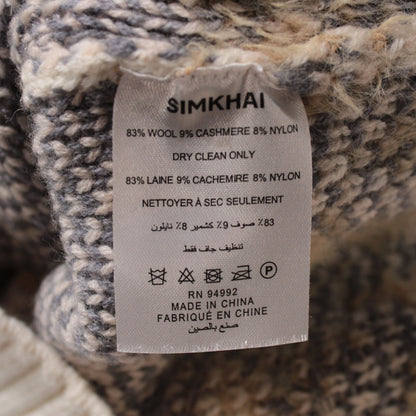 SIMKHAI
83% WOOL 9% CASHMERE 8% NYLON
DRY CLEAN ONLY
83% LAINE 9% CACHEMIRE 8% NYLON
NETTOYER À SEC SEULEMENT
83٪ صوف 9٪ كشمير 8٪ نايلون
تنظيف جاف فقط
P
RN 94992
MADE IN CHINA
FABRIQUÉ EN CHINE
صنع بالصين